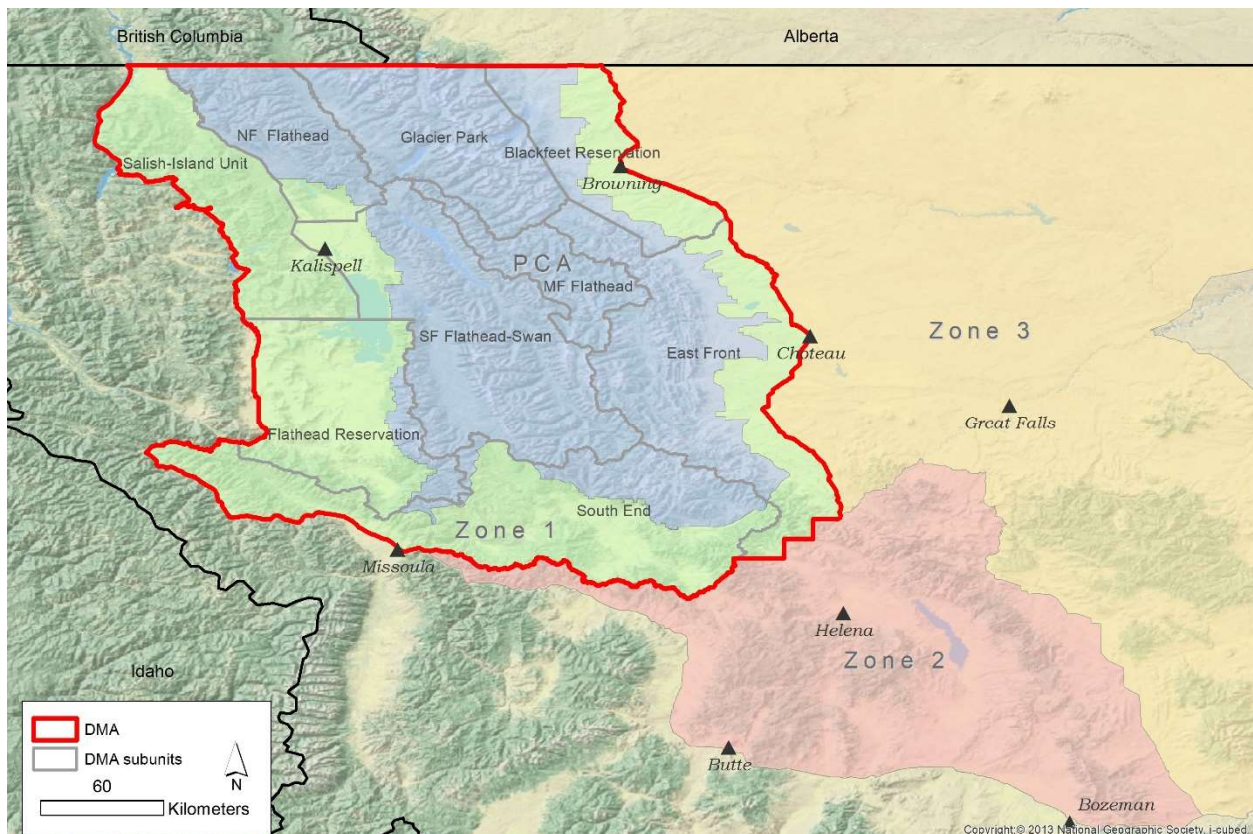 British Columbia
Alberta
NF Flathead
Glacier Park
Blackfeet Reservation
Salish-Island Unit
Browning
Kalispell
PCA
MF Flathead
SF Flathead-Swan
East Front
Choteau
Zone 3
Great Falls
Flathead Reservation
South End
Zone 1
Missoula
Helena
Zone 2
Idaho
Butte
Bozeman
DMA
DMA subunits
N
60
Kilometers
Copyright:© 2013 National Geographic Society, i-cubed